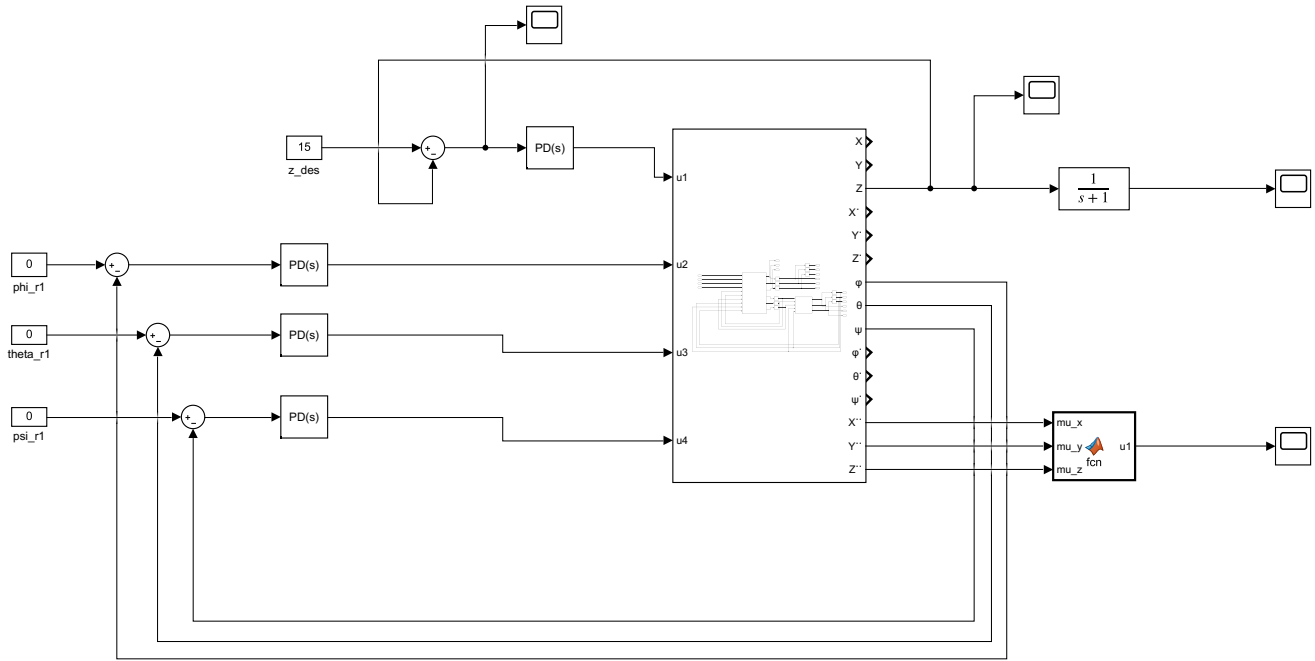 15
z_des
+
−
PD(s)
X
Y
u1
Z
1
s + 1
X˙
Y˙
Z˙
0
phi_r1
+
−
PD(s)
u2
φ
θ
ψ
0
theta_r1
+
−
PD(s)
u3
φ˙
θ˙
ψ˙
0
psi_r1
+
−
PD(s)
u4
X¨
Y¨
Z¨
mu_x
mu_y
mu_z
fcn
u1